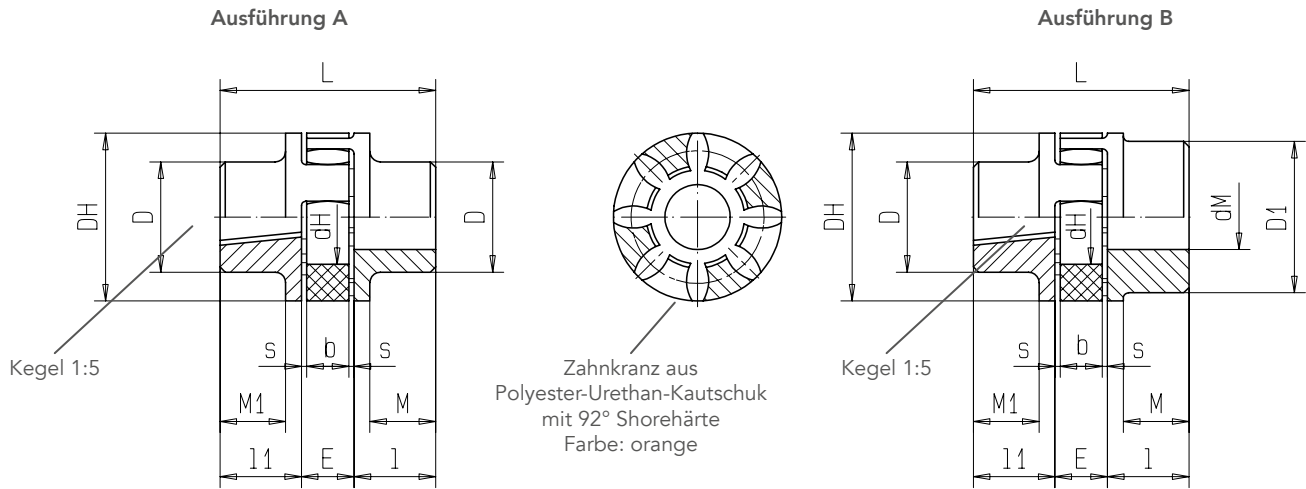 Ausführung A
Ausführung B
L
L
DH
D
dH
D
DH
D
dH
dM
D1
Kegel 1:5
s
b
s
Zahnkranz aus
Polyester-Urethan-Kautschuk
mit 92° Shorehärte
Farbe: orange
Kegel 1:5
s
b
s
M1
M
M1
M
l1
E
l
l1
E
l